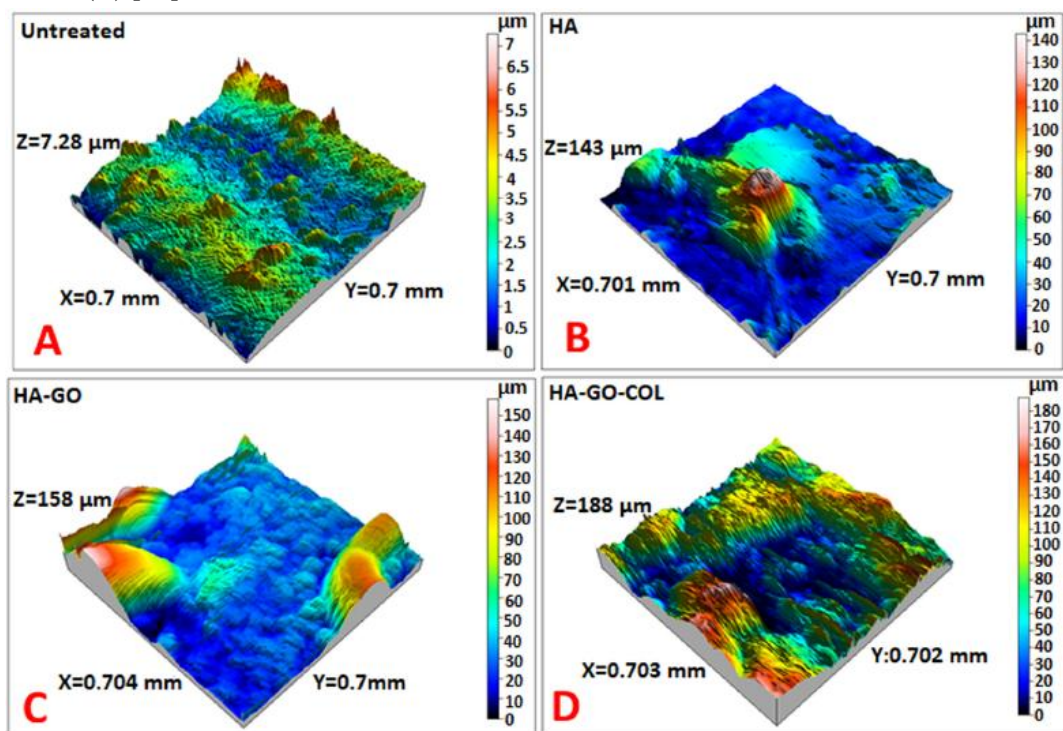 Untreated
µm
Z=7.28 µm
7
6.5
6
5.5
5
4.5
4
3.5
3
2.5
2
1.5
1
0.5
0
X=0.7 mm
Y=0.7 mm
A
HA
µm
Z=143 µm
140
130
120
110
100
90
80
70
60
50
40
30
20
10
0
X=0.701 mm
Y=0.7 mm
B
HA-GO
µm
Z=158 µm
150
140
130
120
110
100
90
80
70
60
50
40
30
20
10
0
X=0.704 mm
Y=0.7mm
C
HA-GO-COL
µm
Z=188 µm
180
170
160
150
140
130
120
110
100
90
80
70
60
50
40
30
20
10
0
X=0.703 mm
Y:0.702 mm
D